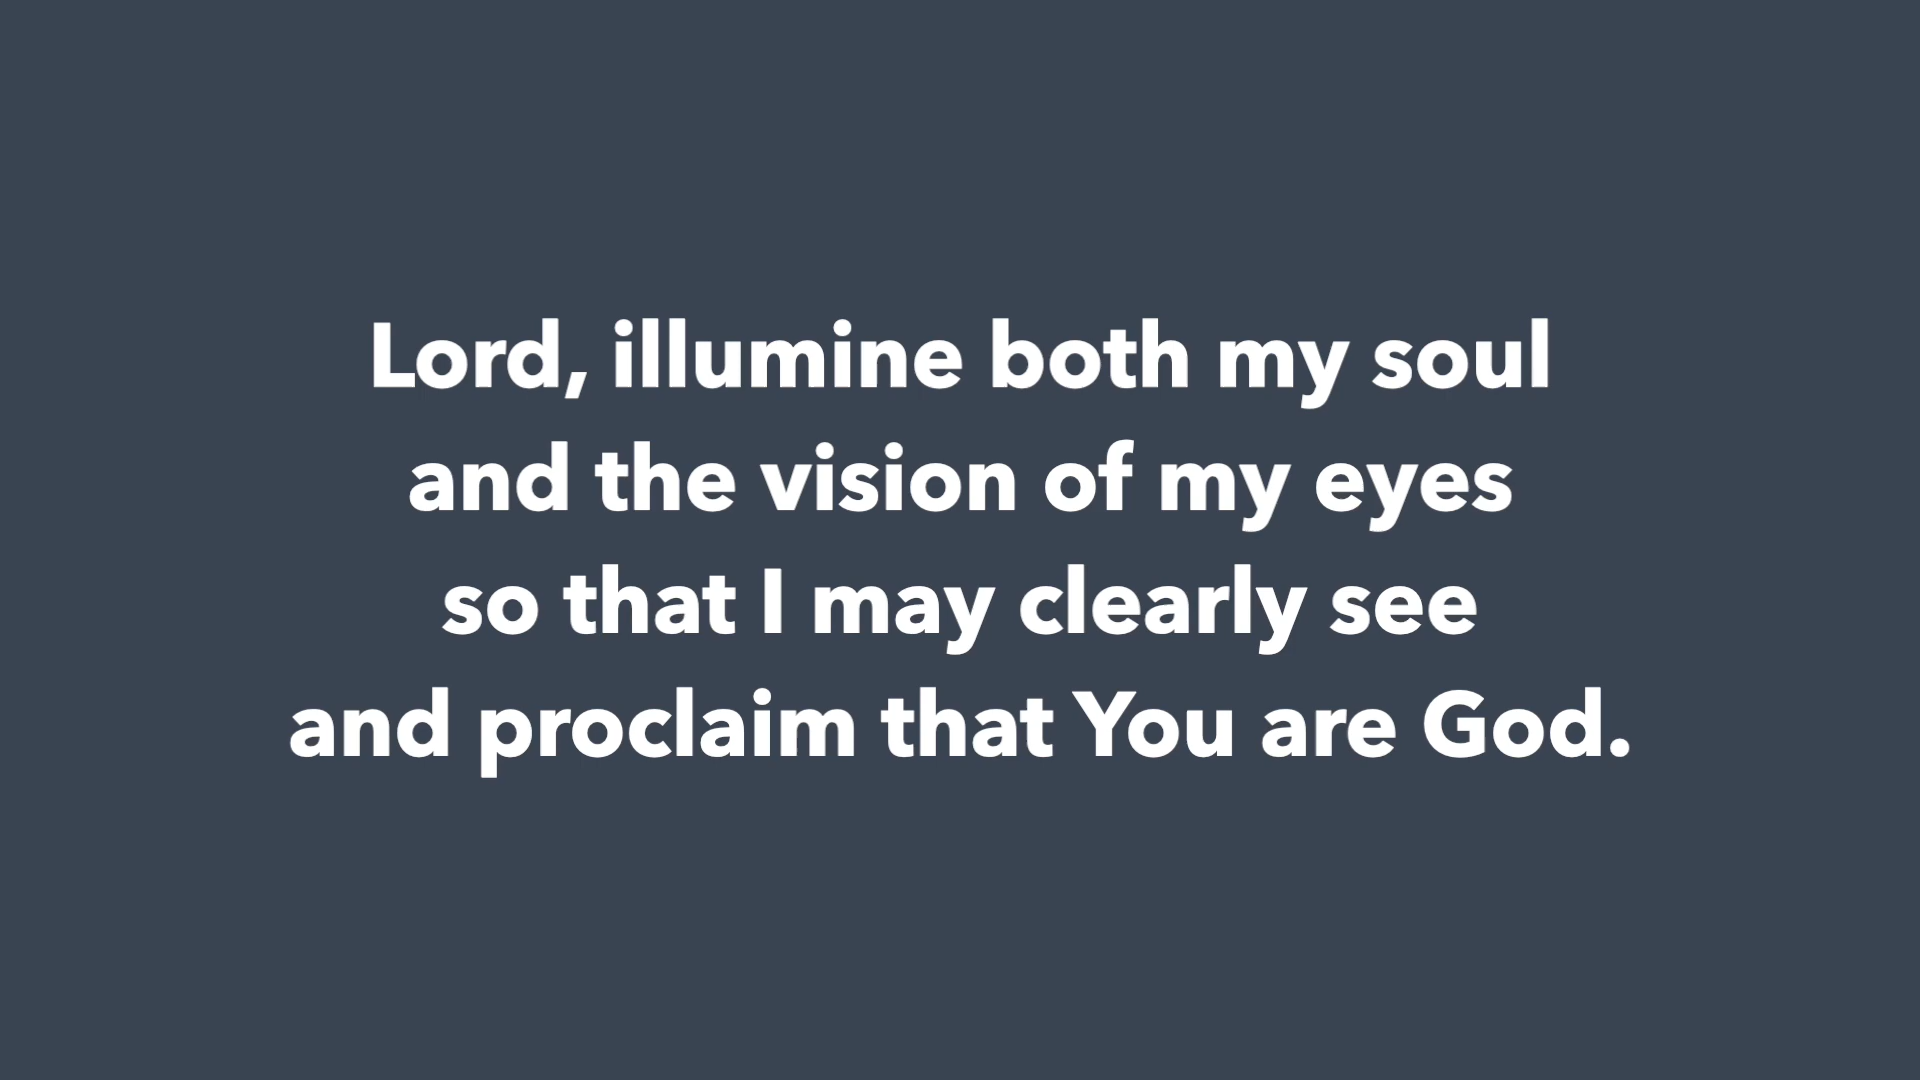 Lord, illumine both my soul
and the vision of my eyes
so that I may clearly see
and proclaim that You are God.